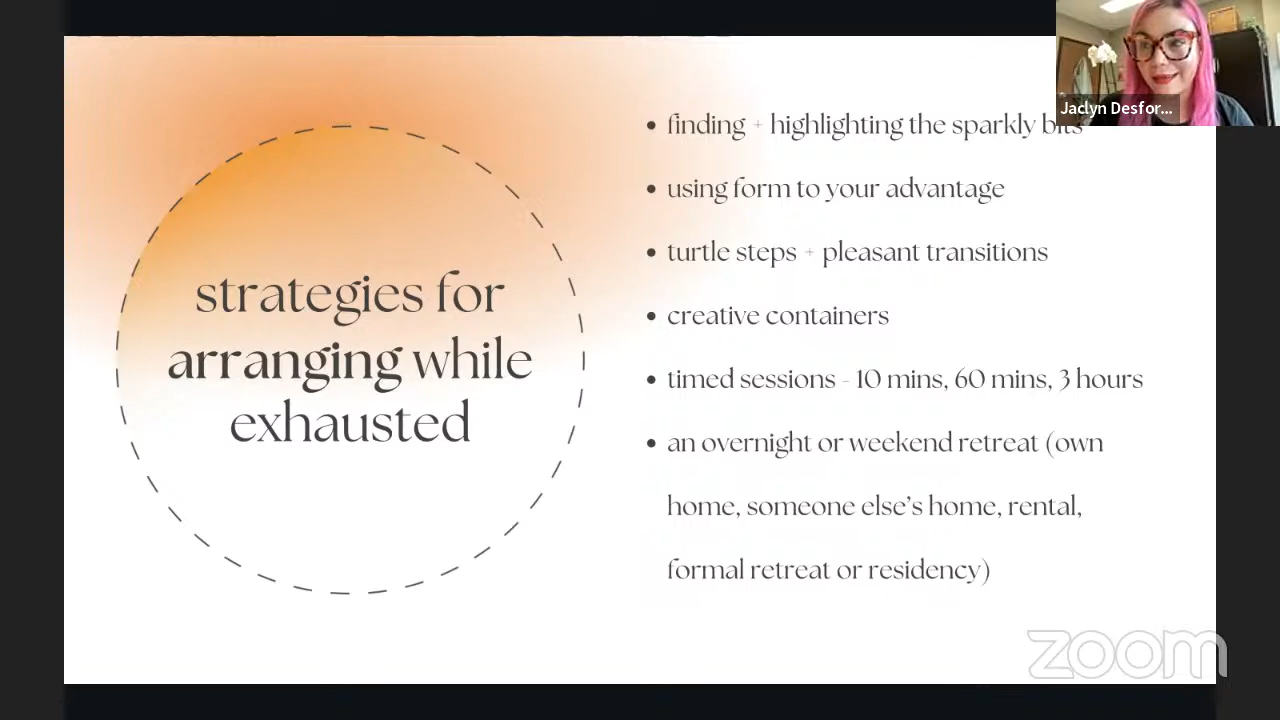 Jaclyn Desfor...
• finding + highlighting the sparkly bits
• using form to your advantage
• turtle steps + pleasant transitions
• creative containers
• timed sessions - 10 mins, 60 mins, 3 hours
• an overnight or weekend retreat (own
home, someone else’s home, rental,
formal retreat or residency)
strategies for
arranging while
exhausted
zoom